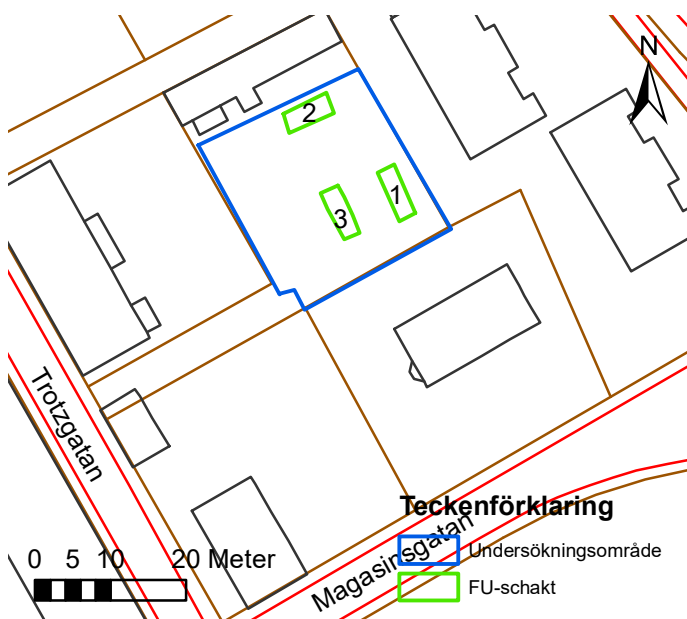 N
2
1
3
Trotzgatan
Teckenförklaring
Magasinsgatan
Undersökningsområde
FU-schakt
0 5 10 20 Meter